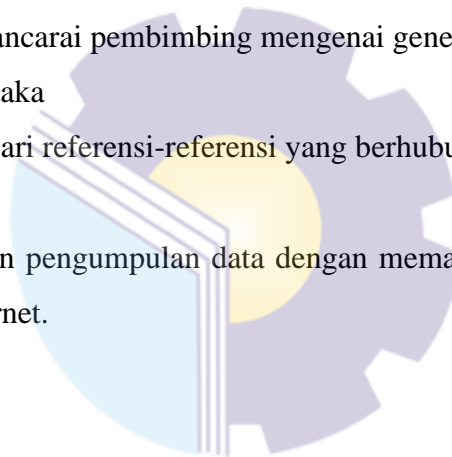 ancarai pembimbing mengenai gene
aka
ari referensi-referensi yang berhubu
n pengumpulan data dengan mema
rnet.